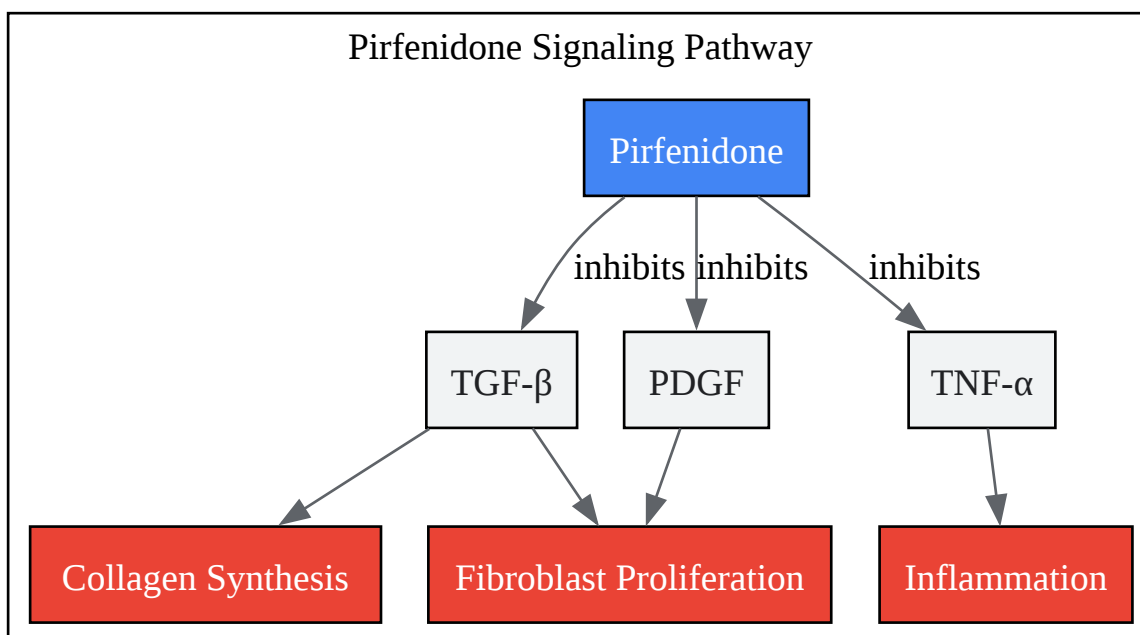 Pirfenidone Signaling Pathway
Pirfenidone
inhibits inhibits inhibits
TGF-β PDGF TNF-α
Collagen Synthesis Fibroblast Proliferation Inflammation